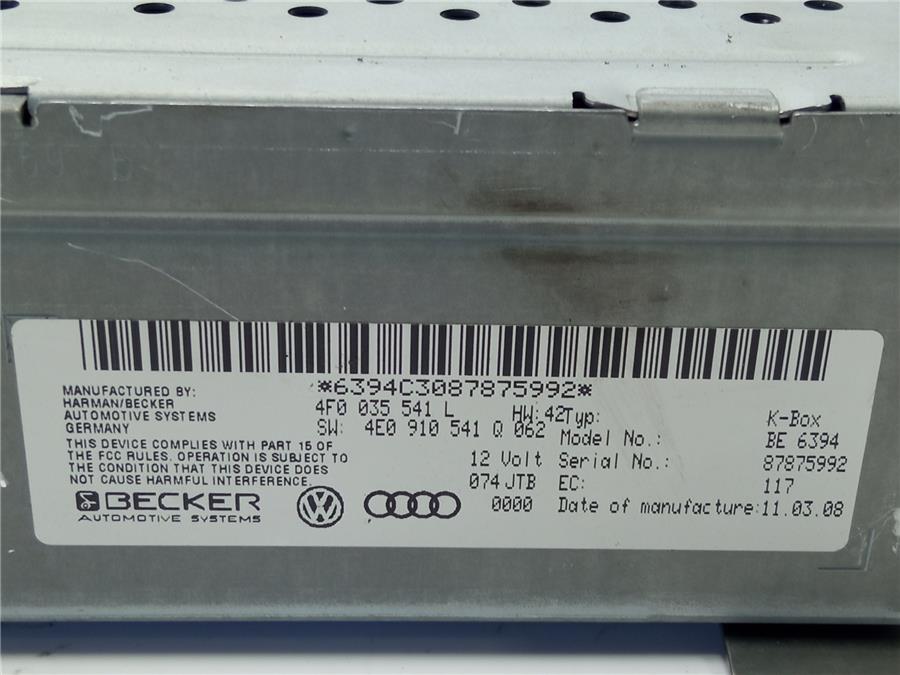 *6394C3087875992*
MANUFACTURED BY:
HARMAN/BECKER
AUTOMOTIVE SYSTEMS
GERMANY
THIS DEVICE COMPLIES WITH PART 15 OF
THE FCC RULES. OPERATION IS SUBJECT TO
THE CONDITION THAT THIS DEVICE DOES
NOT CAUSE HARMFUL INTERFERENCE.
BECKER
AUTOMOTIVE SYSTEMS
4F0 035 541 L HW:42
SW: 4E0 910 541 Q 062
12 Volt
074 JTB
0000
Typ: K-Box
Model No.: BE 6394
Serial No.: 87875992
EC: 117
Date of manufacture:11.03.08